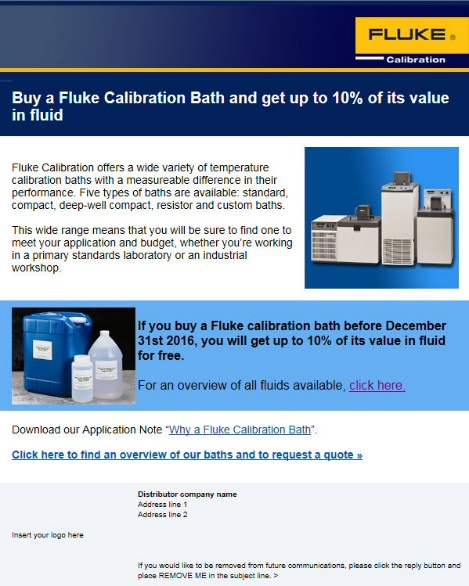 FLUKE®
Calibration
Buy a Fluke Calibration Bath and get up to 10% of its value
in fluid
Fluke Calibration offers a wide variety of temperature
calibration baths with a measureable difference in their
performance. Five types of baths are available: standard,
compact, deep-well compact, resistor and custom baths.
This wide range means that you will be sure to find one to
meet your application and budget, whether you're working
in a primary standards laboratory or an industrial
workshop.
If you buy a Fluke calibration bath before December
31st 2016, you will get up to 10% of its value in fluid
for free.
For an overview of all fluids available, click here.
Download our Application Note “Why a Fluke Calibration Bath”.
Click here to find an overview of our baths and to request a quote »
Distributor company name
Address line 1
Address line 2
Insert your logo here
If you would like to be removed from future communications, please click the reply button and
place REMOVE ME in the subject line. >